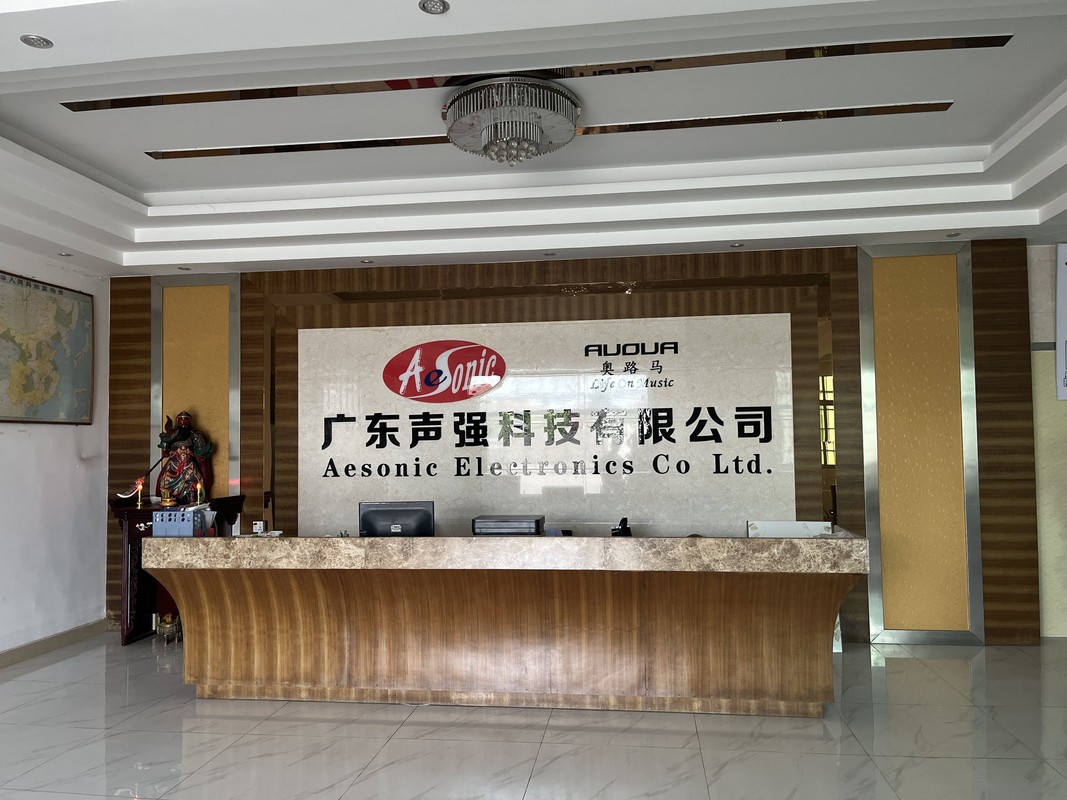 AeSonic
AUOUA
奥路马
Life On Music
广东声强科技有限公司
Aesonic Electronics Co Ltd.